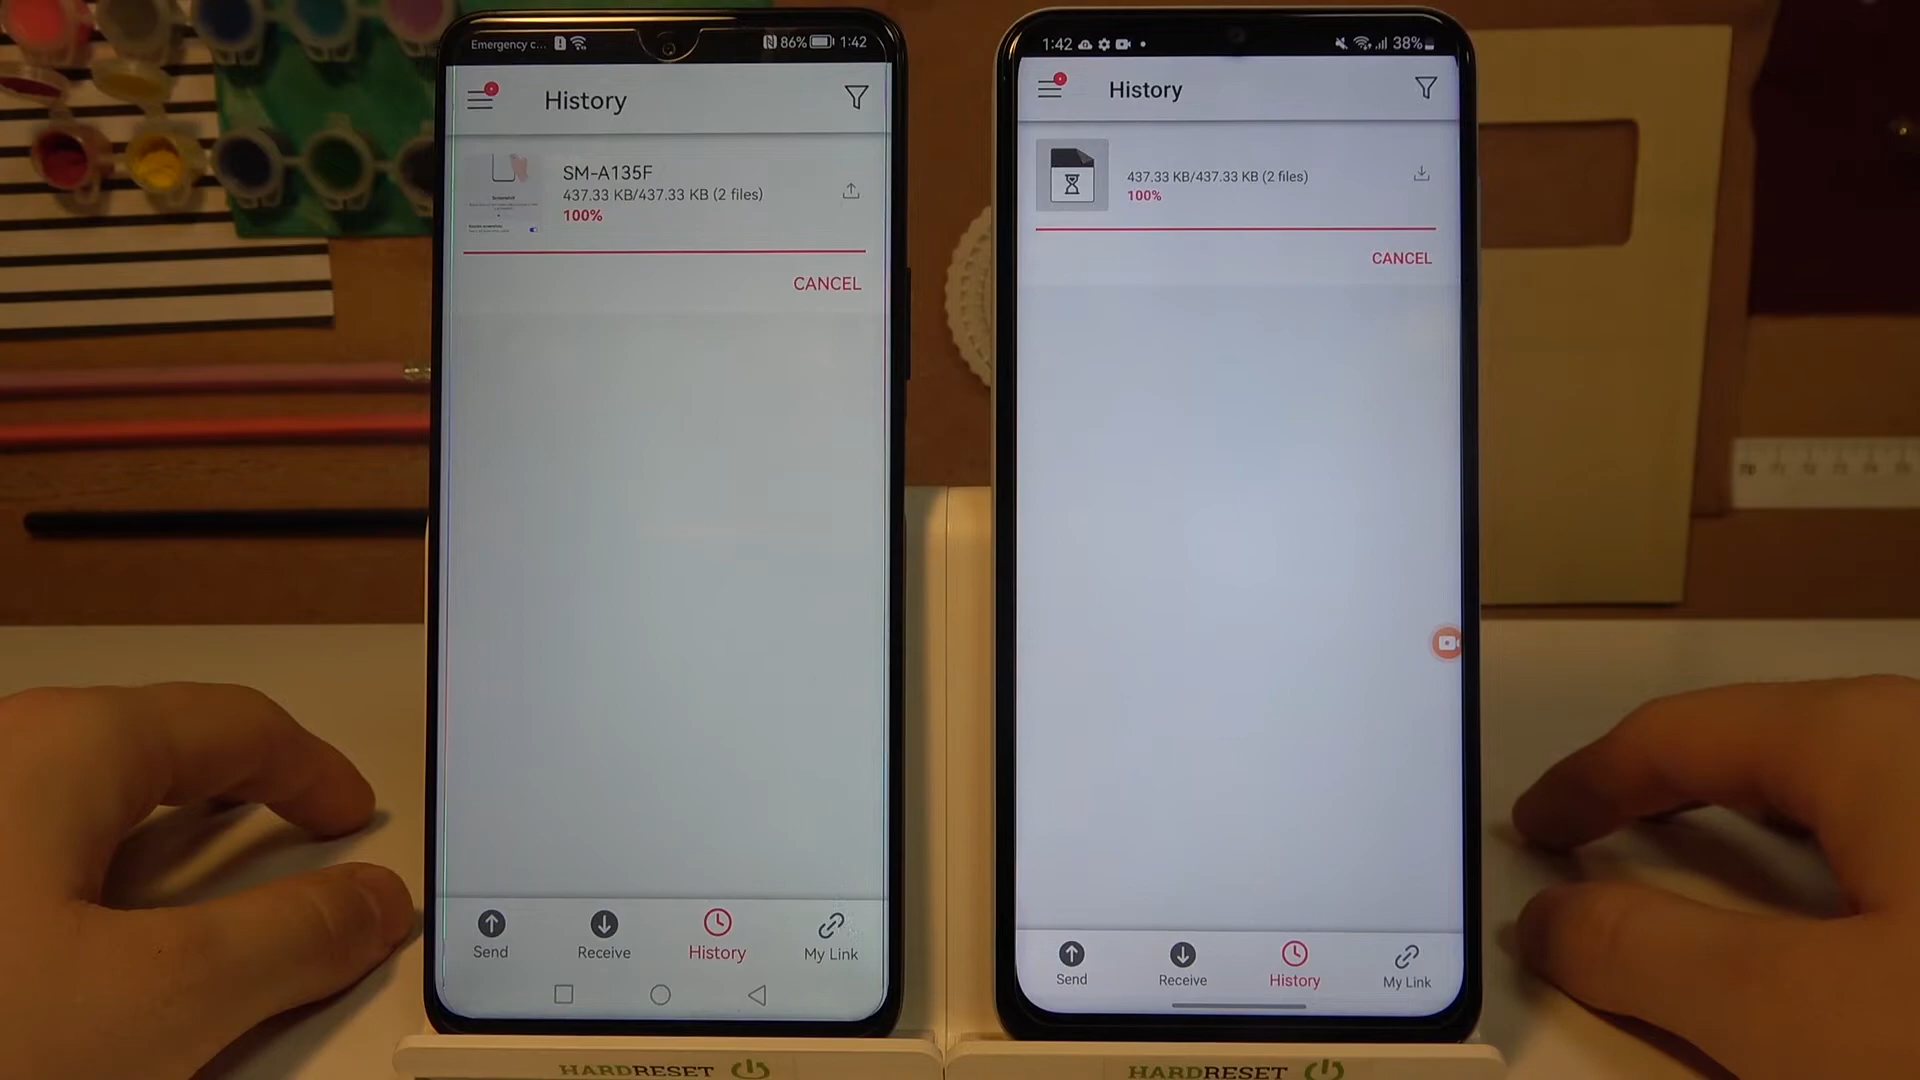 Emergency c...
86%
1:42
History
SM-A135F
437.33 KB/437.33 KB (2 files)
100%
CANCEL
Send
Receive
History
My Link
HARDRESET
1:42
38%
History
437.33 KB/437.33 KB (2 files)
100%
CANCEL
Send
Receive
History
My Link
HARDRESET